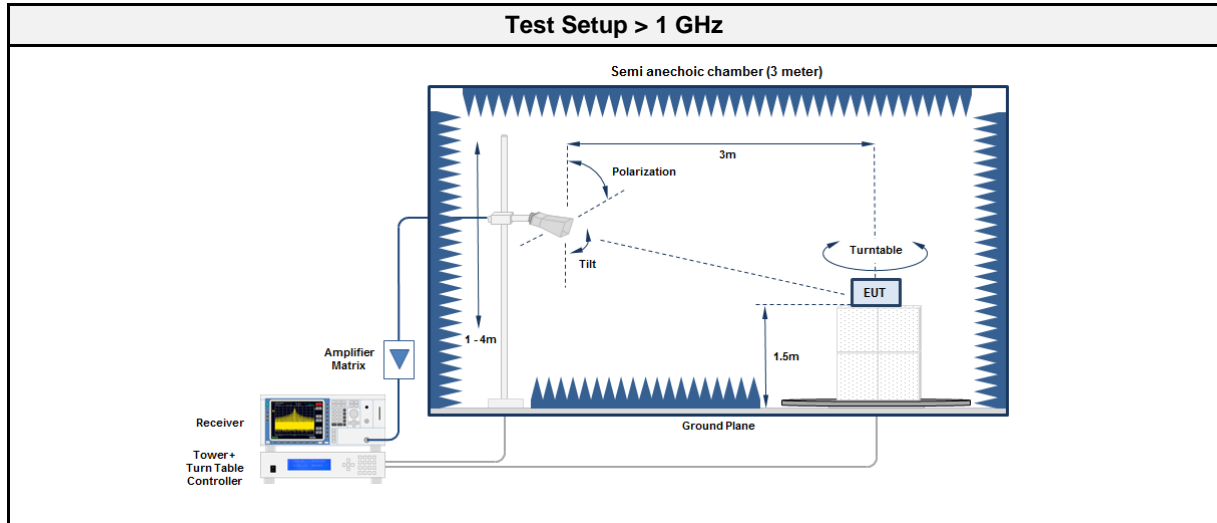 Test Setup > 1 GHz
Semi anechoic chamber (3 meter)
3m
Polarization
Turntable
Tilt
EUT
1 - 4m
1.5m
Amplifier
Matrix
Ground Plane
Receiver
Tower+
Turn Table
Controller